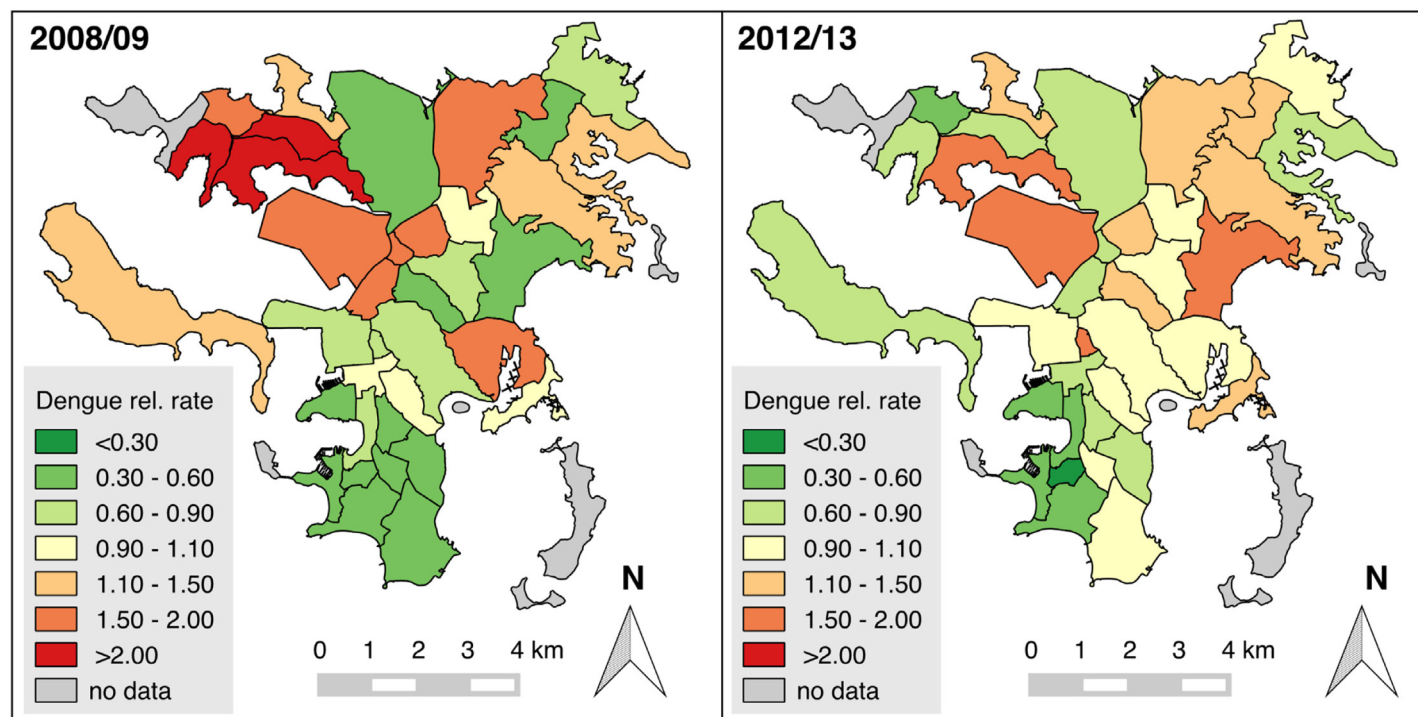 2008/09
Dengue rel. rate
<0.30
0.30 - 0.60
0.60 - 0.90
0.90 - 1.10
1.10 - 1.50
1.50 - 2.00
>2.00
no data
0 1 2 4 km
N
2012/13
Dengue rel. rate
<0.30
0.30 - 0.60
0.60 - 0.90
0.90 - 1.10
1.10 - 1.50
1.50 - 2.00
>2.00
no data
0 1 2 3 4 km
N